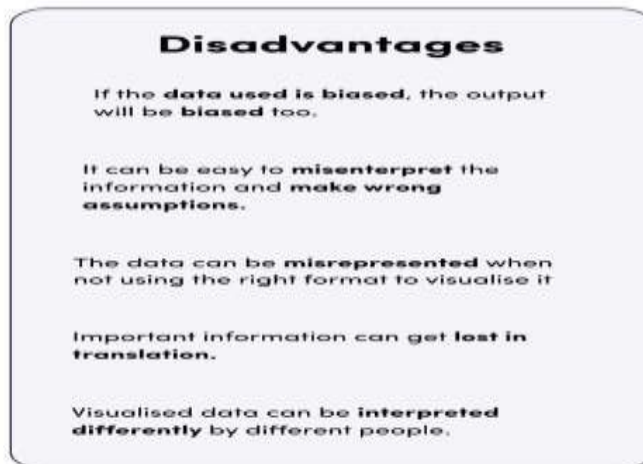 Disadvantages
If the data used is biased, the output
will be biased too.
It can be easy to misenterpret the
information and make wrong
assumptions.
The data can be misrepresented when
not using the right format to visualise it
Important information can get lost in
translation.
Visualised data can be interpreted
differently by different people.